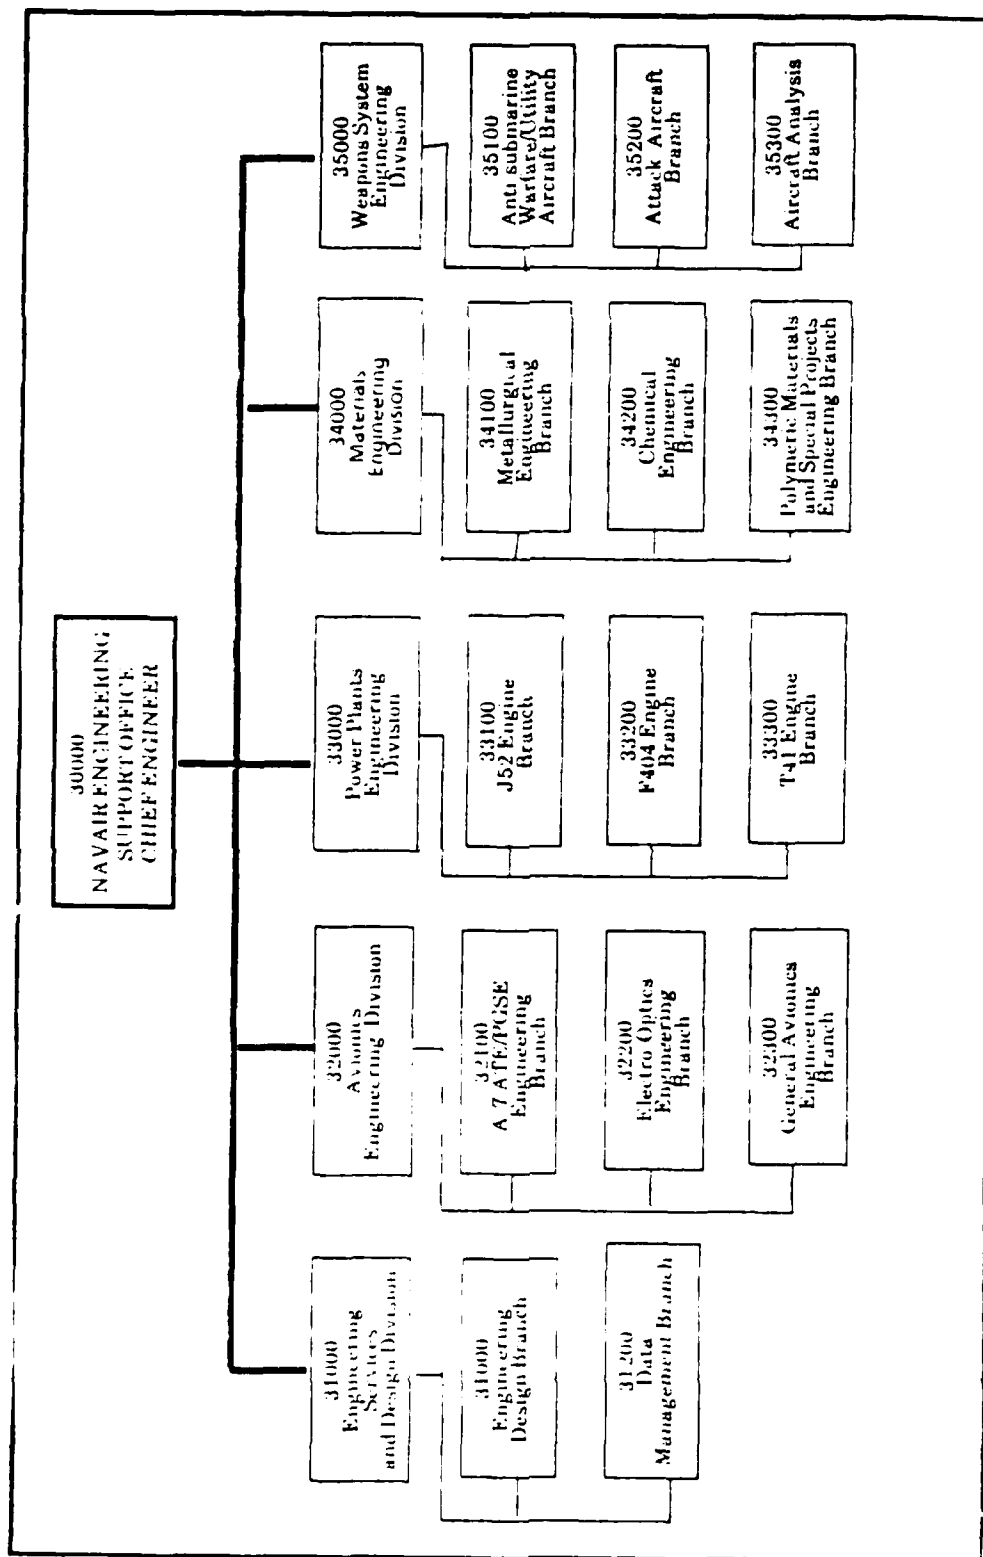 30000
NAVAIR ENGINEERING
SUPPORT OFFICE
CHIEF ENGINEER
31000
Engineering
Services
and Design Division
31000
Engineering
Design Branch
31200
Data
Management Branch
32000
Avionics
Engineering Division
32100
A 7 ATE/PGSE
Engineering
Branch
32200
Electro Optics
Engineering
Branch
32300
General Avionics
Engineering
Branch
33000
Power Plants
Engineering
Division
33100
J52 Engine
Branch
33200
F404 Engine
Branch
33300
T41 Engine
Branch
34000
Materials
Engineering
Division
34100
Metallurgical
Engineering
Branch
34200
Chemical
Engineering
Branch
34300
Polymeric Materials
and Special Projects
Engineering Branch
35000
Weapons System
Engineering
Division
35100
Anti submarine
Warfare/Utility
Aircraft Branch
35200
Attack Aircraft
Branch
35300
Aircraft Analysis
Branch